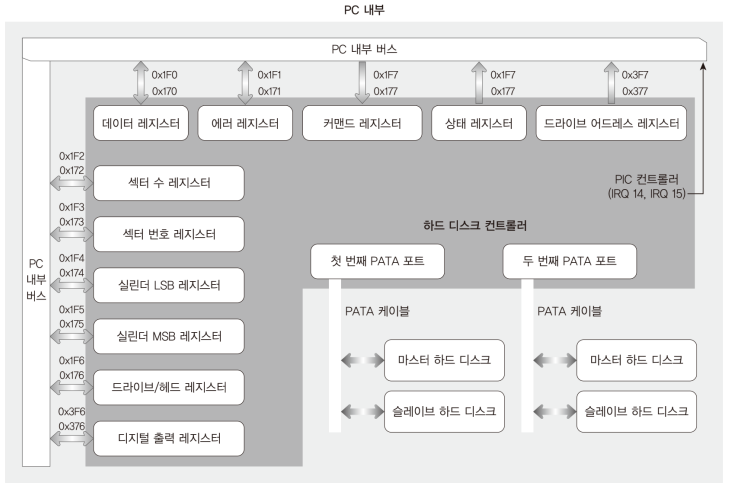 PC 내부
PC 내부 버스
0x1F0
0x170
0x1F1
0x171
0x1F7
0x177
0x1F7
0x177
0x3F7
0x377
데이터 레지스터
에러 레지스터
커맨드 레지스터
상태 레지스터
드라이브 어드레스 레지스터
0x1F2
0x172
섹터 수 레지스터
PIC 컨트롤러
(IRQ 14, IRQ 15)
0x1F3
0x173
섹터 번호 레지스터
하드 디스크 컨트롤러
PC
내부
버스
0x1F4
0x174
실린더 LSB 레지스터
첫 번째 PATA 포트
두 번째 PATA 포트
0x1F5
0x175
실린더 MSB 레지스터
PATA 케이블
PATA 케이블
0x1F6
0x176
드라이브/헤드 레지스터
마스터 하드 디스크
마스터 하드 디스크
0x3F6
0x376
디지털 출력 레지스터
슬레이브 하드 디스크
슬레이브 하드 디스크